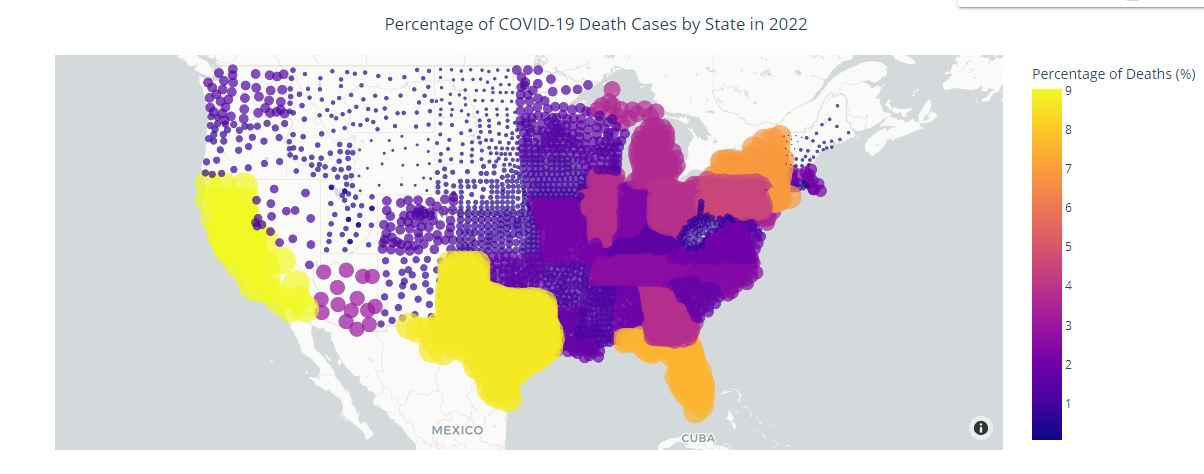 Percentage of COVID-19 Death Cases by State in 2022
Percentage of Deaths (%)
9
8
7
6
5
4
3
2
1
MEXICO
CUBA
i